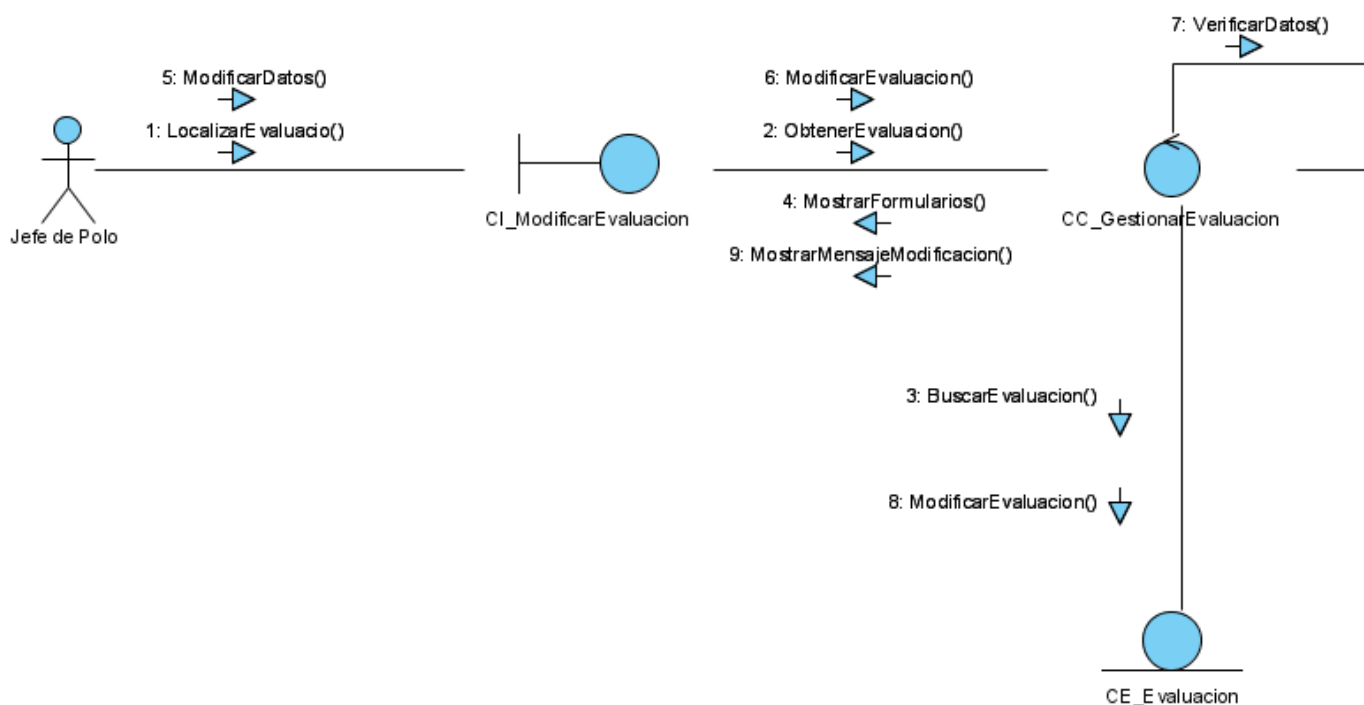 7: VerificarDatos()
5: ModificarDatos()
6: ModificarEvaluacion()
1: LocalizarEvaluacio()
2: ObtenerEvaluacion()
4: MostrarFormularios()
CI_ModificarEvaluacion
CC_GestionarEvaluacion
Jefe de Polo
9: MostrarMensajeModificacion()
3: BuscarEvaluacion()
8: ModificarEvaluacion()
CE_Evaluacion